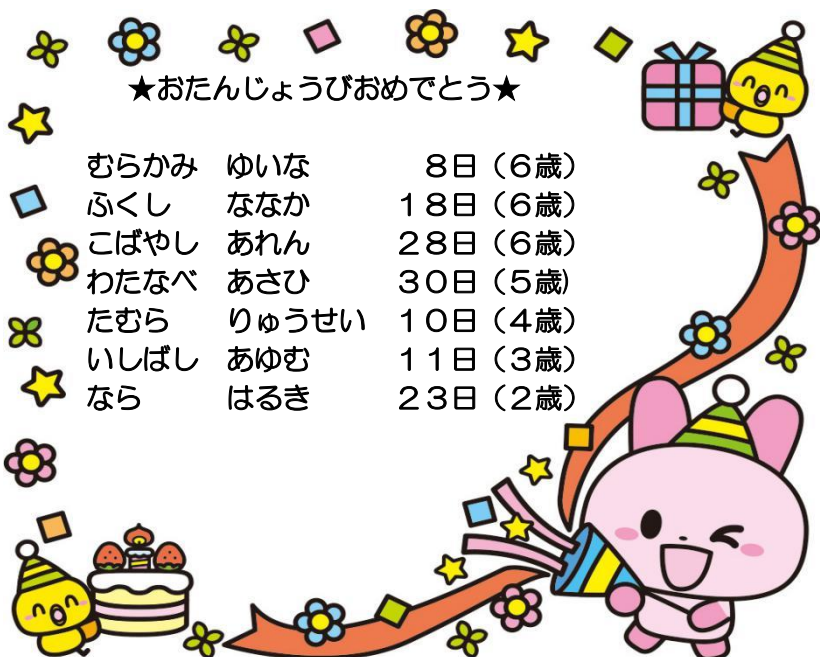 ★おたんじょうびおめでとう★
むらかみ　ゆいな　　　　８日（６歳）
ふくし　　ななか　　　１８日（６歳）
こばやし　あれん　　　２８日（６歳）
わたなべ　あさひ　　　３０日（５歳)
たむら　　りゅうせい　１０日（４歳）
いしばし　あゆむ　　　１１日（３歳）
なら　　　はるき　　　２３日（２歳）